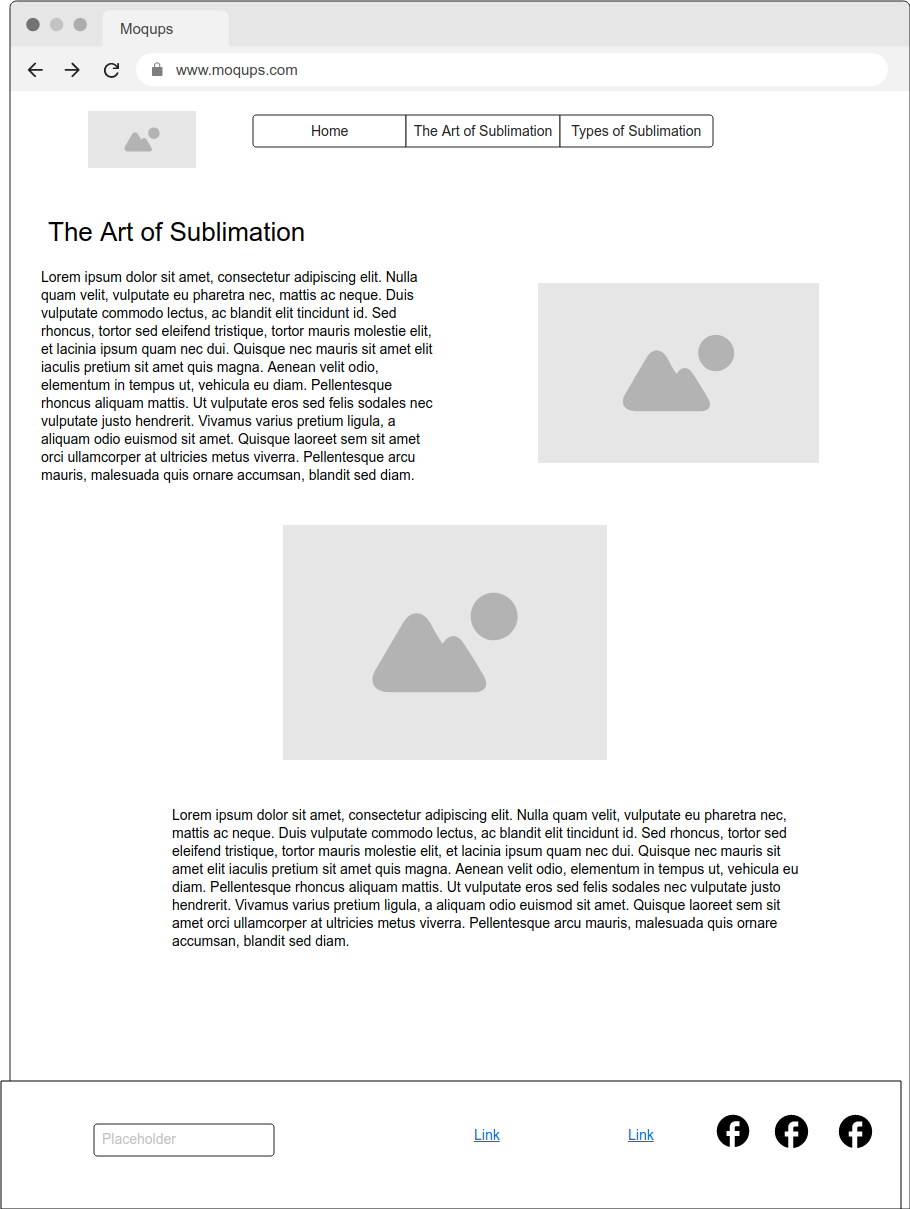 Moqups
www.moqups.com
Home
The Art of Sublimation
Types of Sublimation
The Art of Sublimation
Lorem ipsum dolor sit amet, consectetur adipiscing elit. Nulla
quam velit, vulputate eu pharetra nec, mattis ac neque. Duis
vulputate commodo lectus, ac blandit elit tincidunt id. Sed
rhoncus, tortor sed eleifend tristique, tortor mauris molestie elit,
et lacinia ipsum quam nec dui. Quisque nec mauris sit amet elit
iaculis pretium sit amet quis magna. Aenean velit odio,
elementum in tempus ut, vehicula eu diam. Pellentesque
rhoncus aliquam mattis. Ut vulputate eros sed felis sodales nec
vulputate justo hendrerit. Vivamus varius pretium ligula, a
aliquam odio euismod sit amet. Quisque laoreet sem sit amet
orci ullamcorper at ultricies metus viverra. Pellentesque arcu
mauris, malesuada quis ornare accumsan, blandit sed diam.
Lorem ipsum dolor sit amet, consectetur adipiscing elit. Nulla quam velit, vulputate eu pharetra nec,
mattis ac neque. Duis vulputate commodo lectus, ac blandit elit tincidunt id. Sed rhoncus, tortor sed
eleifend tristique, tortor mauris molestie elit, et lacinia ipsum quam nec dui. Quisque nec mauris sit
amet elit iaculis pretium sit amet quis magna. Aenean velit odio, elementum in tempus ut, vehicula eu
diam. Pellentesque rhoncus aliquam mattis. Ut vulputate eros sed felis sodales nec vulputate justo
hendrerit. Vivamus varius pretium ligula, a aliquam odio euismod sit amet. Quisque laoreet sem sit
amet orci ullamcorper at ultricies metus viverra. Pellentesque arcu mauris, malesuada quis ornare
accumsan, blandit sed diam.
Placeholder
Link
Link